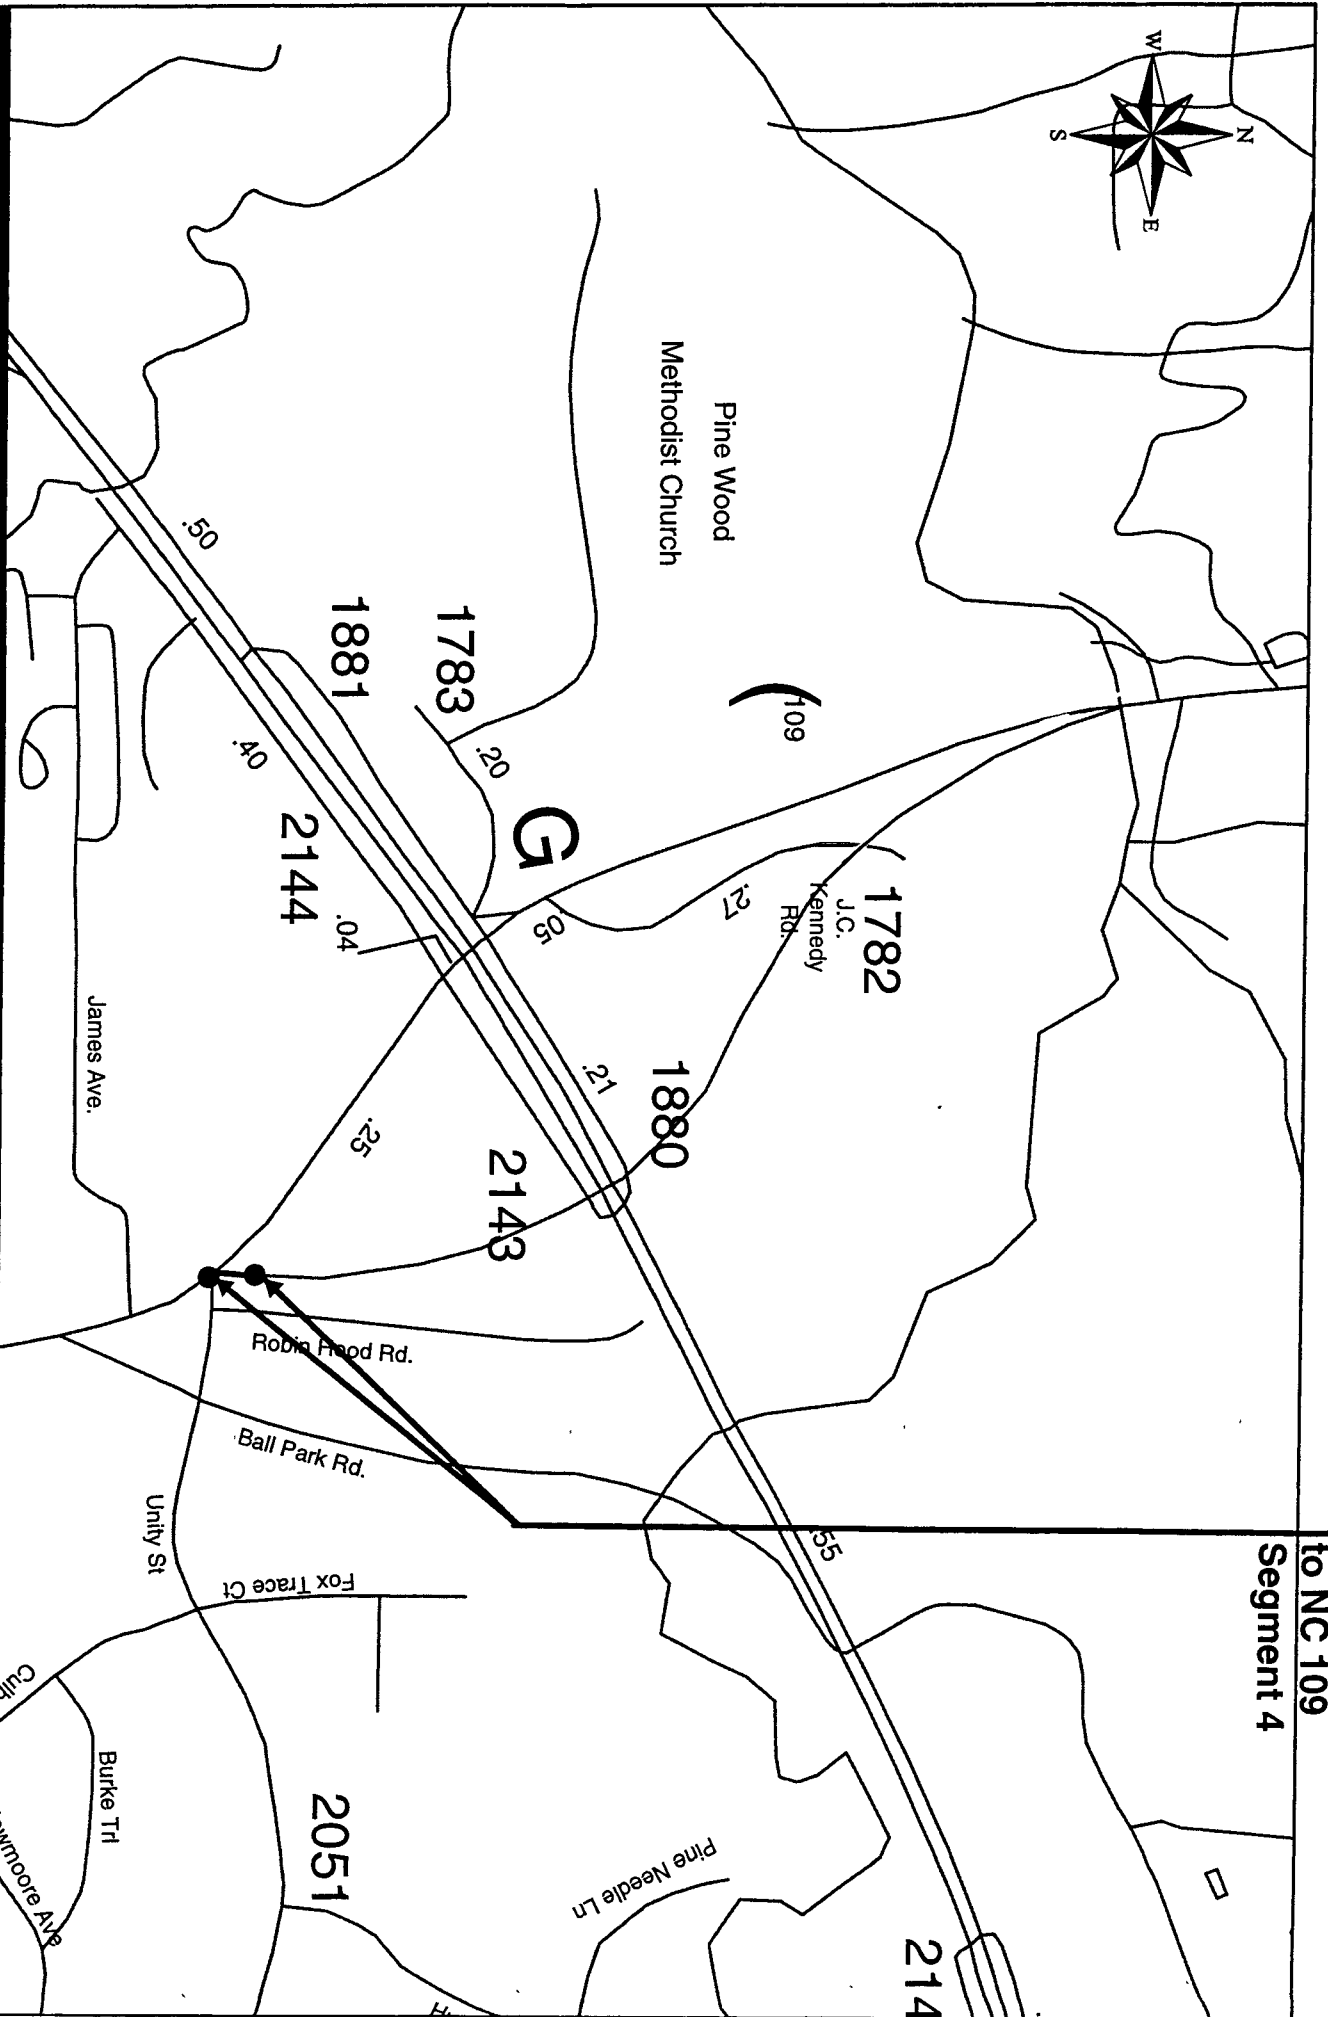 to NC 109
Segment 4
W
N
S
E
Pine Wood
Methodist Church
109
.50
1881
1783
.20
G
.40
2144
.04
.05
.27
J.C.
Kennedy
Rd.
1782
.21
1880
.25
2143
James Ave.
Robin Hood Rd.
Ball Park Rd.
Unity St
Fox Trace Ct
.55
Burke Trl
2051
Pine Needle Ln
214